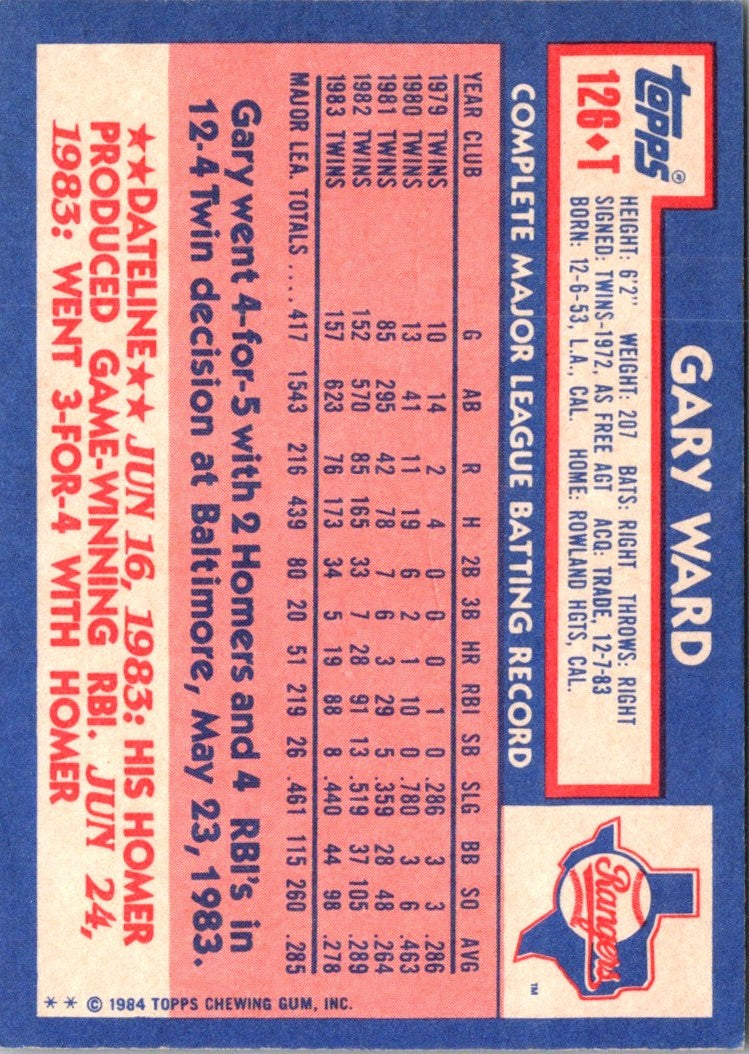 topps®
126♦T
GARY WARD
HEIGHT: 6'2" WEIGHT: 207 BATS: RIGHT THROWS: RIGHT
SIGNED: TWINS-1972, AS FREE AGT ACQ: TRADE, 12-7-83
BORN: 12-6-53, L.A., CAL. HOME: ROWLAND HGTS, CAL.
Rangers
TM
COMPLETE MAJOR LEAGUE BATTING RECORD
YEAR CLUB G AB R H 2B 3B HR RBI SB SLG BB SO AVG
1979 TWINS 10 14 2 4 0 0 0 1 0 .286 3 3 .286
1980 TWINS 13 41 11 19 6 2 1 10 0 .780 3 6 .463
1981 TWINS 85 295 42 78 7 6 3 29 5 .359 28 48 .264
1982 TWINS 152 570 85 165 33 7 28 91 13 .519 37 105 .289
1983 TWINS 157 623 76 173 34 5 19 88 8 .440 44 98 .278
MAJOR LEA. TOTALS .... 417 1543 216 439 80 20 51 219 26 .461 115 260 .285
Gary went 4-for-5 with 2 Homers and 4 RBI's in
12-4 Twin decision at Baltimore, May 23, 1983.
★★DATELINE★★ JUN 16, 1983: HIS HOMER
PRODUCED GAME-WINNING RBI. JUN 24,
1983: WENT 3-FOR-4 WITH HOMER
* * © 1984 TOPPS CHEWING GUM, INC.